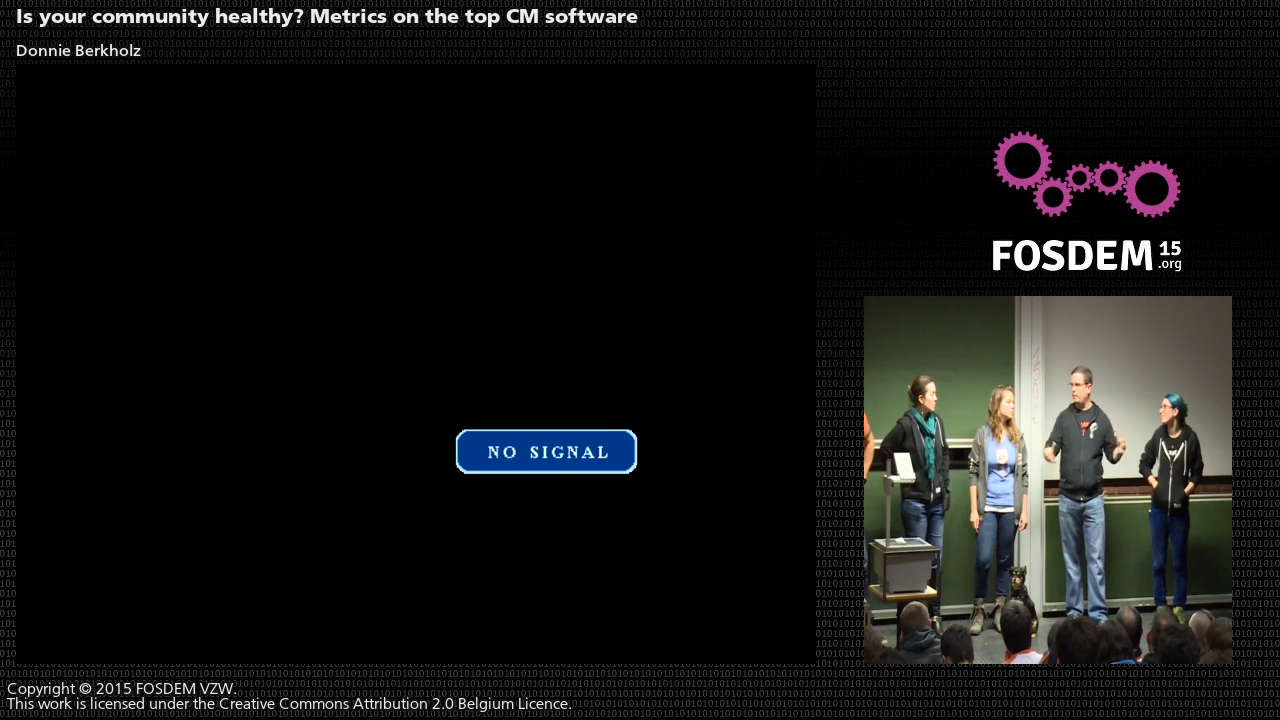 Is your community healthy? Metrics on the top CM software
Donnie Berkholz
NO SIGNAL
FOSDEM 15
.org
Copyright © 2015 FOSDEM VZW.
This work is licensed under the Creative Commons Attribution 2.0 Belgium Licence.